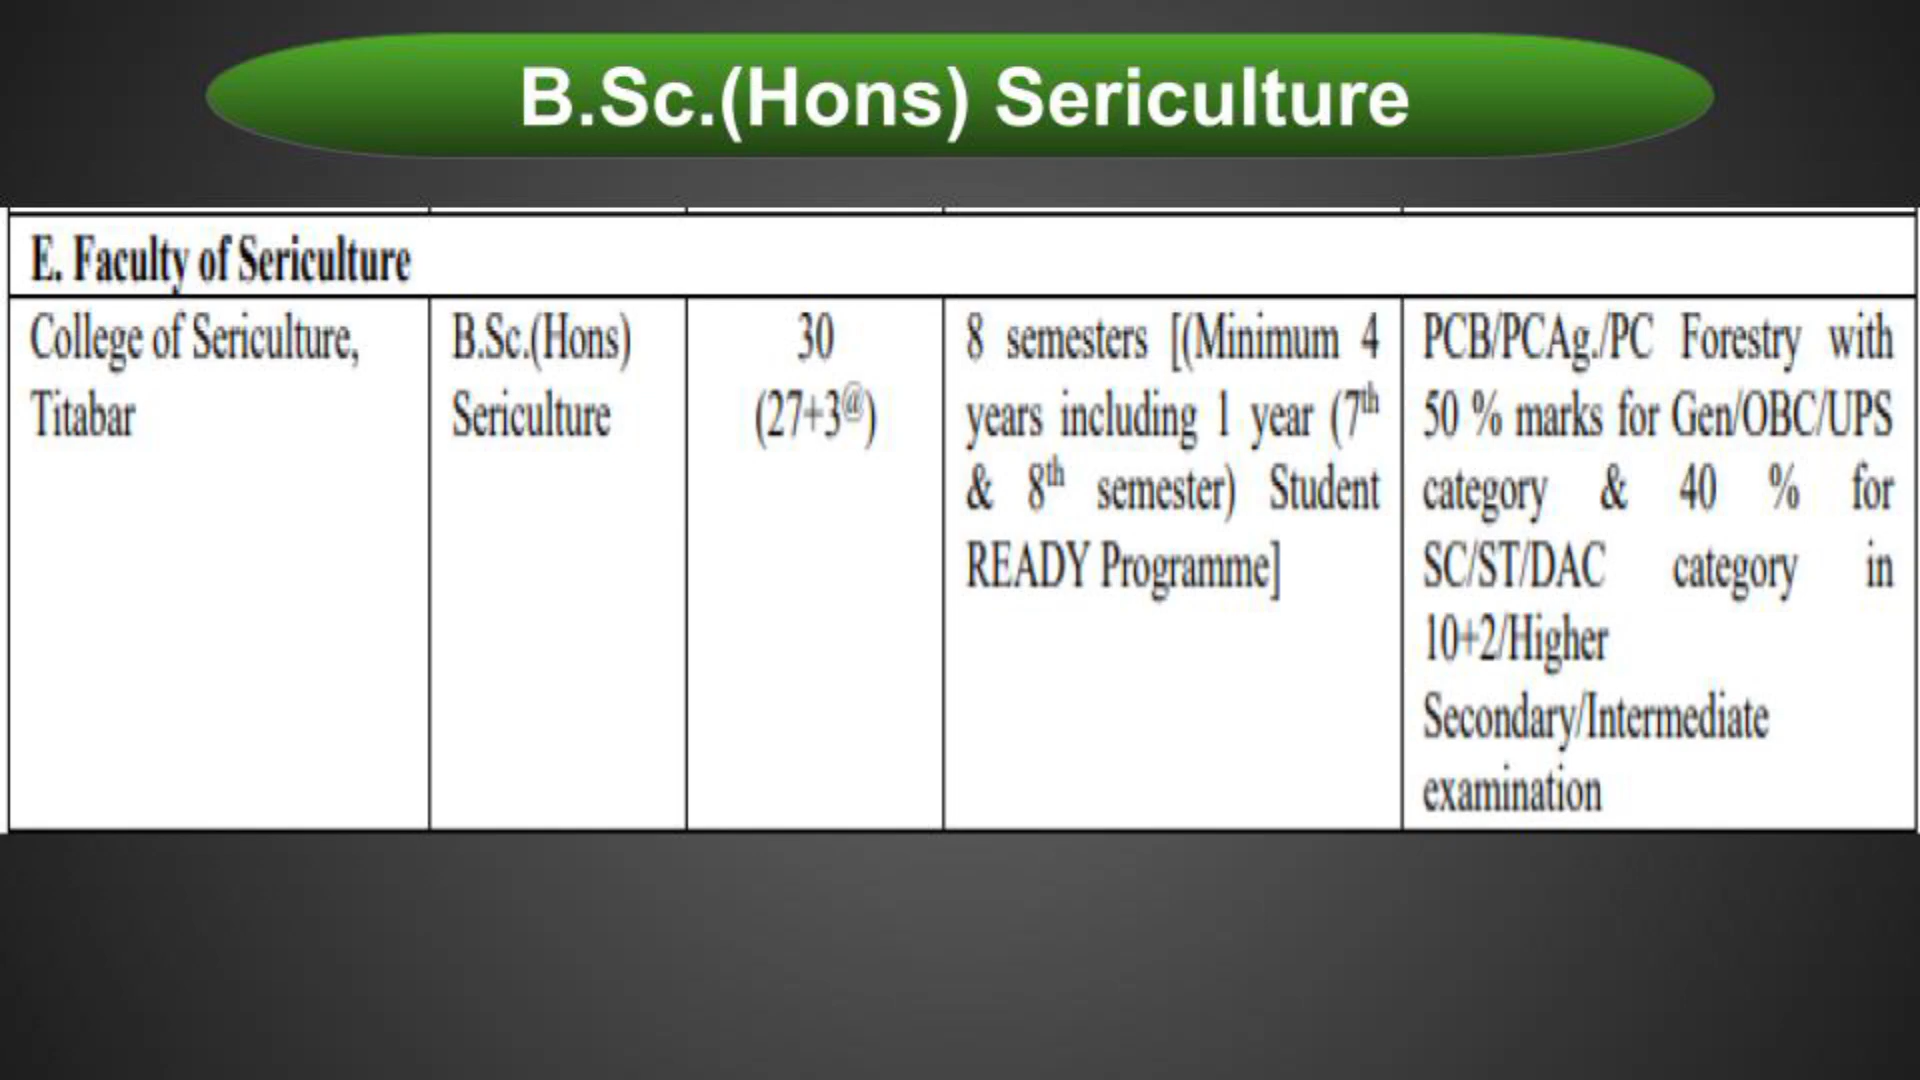 B.Sc.(Hons) Sericulture
E. Faculty of Sericulture
College of Sericulture,
Titabar
B.Sc.(Hons)
Sericulture
30
(27+3@)
8 semesters [(Minimum 4
years including 1 year (7th
& 8th semester) Student
READY Programme]
PCB/PCAg./PC Forestry with
50 % marks for Gen/OBC/UPS
category & 40 % for
SC/ST/DAC category in
10+2/Higher
Secondary/Intermediate
examination